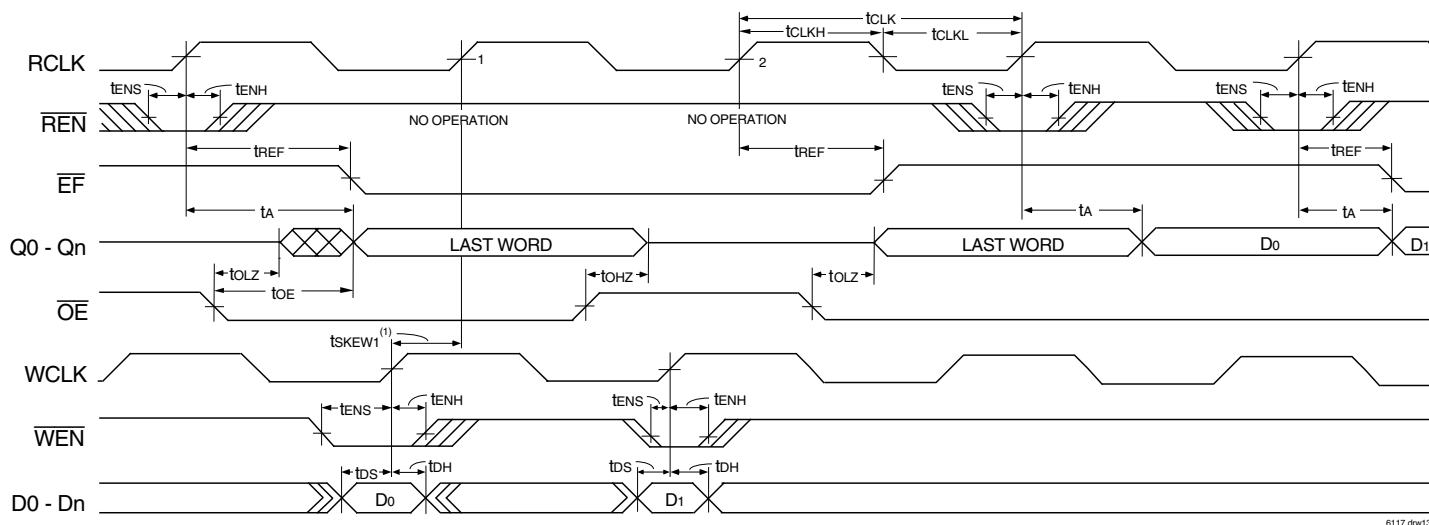 tCLK
tCLKH tCLKL
RCLK 1 2
tENS tENH tENS tENH tENS tENH
REN
NO OPERATION NO OPERATION
tREF tREF tREF
EF
tA tA tA
Q0 - Qn LAST WORD LAST WORD D0 D1
tOLZ tOHZ tOLZ
tOE
OE
tSKEW1(1)
WCLK
tENS tENH tENS tENH
WEN
tDS tDH tDS tDH
D0 - Dn D0 D1
6117 drw13